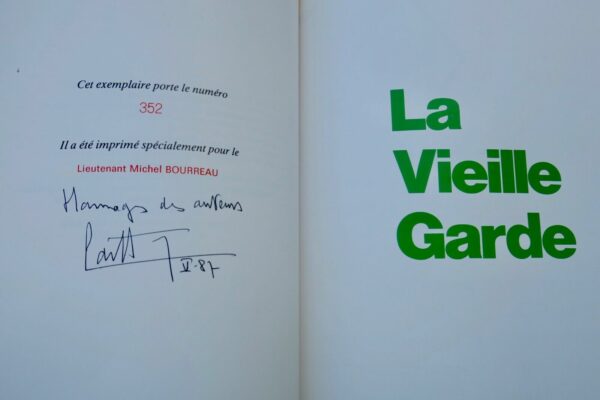 Cet exemplaire porte le numéro
352
Il a été imprimé spécialement pour le
Lieutenant Michel BOURREAU
Hommages des auteurs
V-87
La
Vieille
Garde